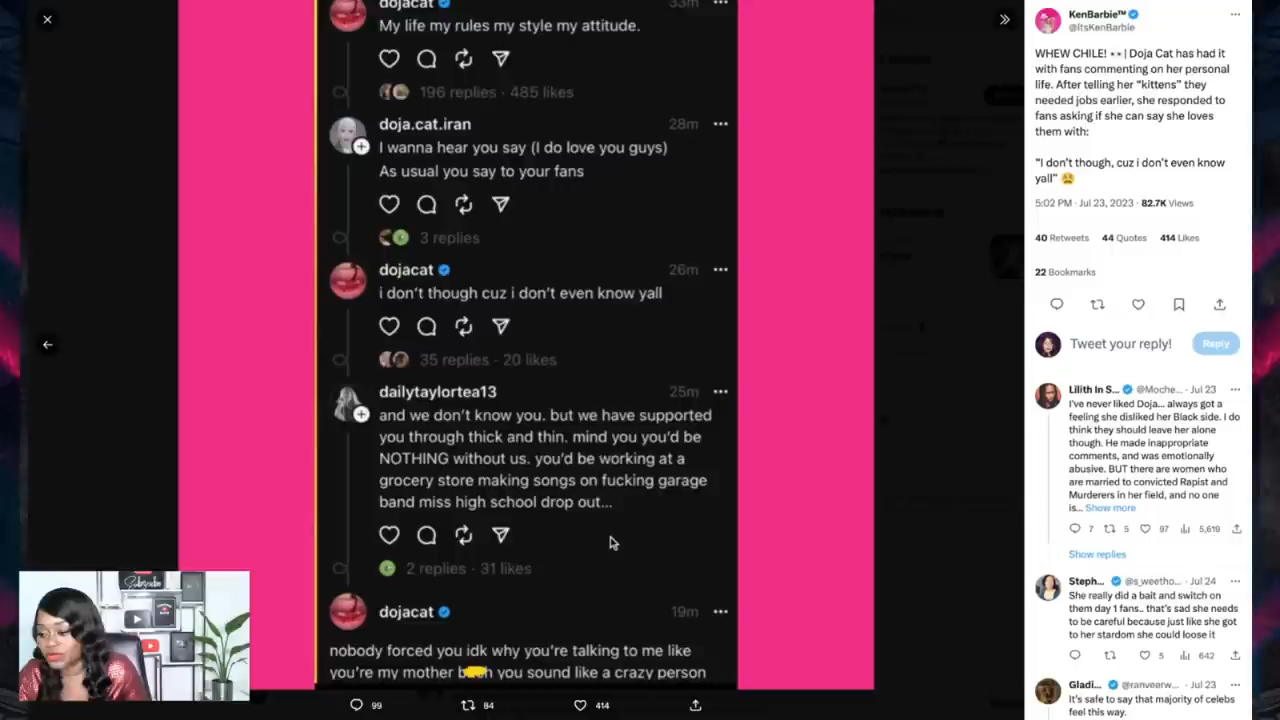 dojacat 33m
My life my rules my style my attitude.
196 replies · 485 likes
doja.cat.iran 28m
I wanna hear you say (I do love you guys)
As usual you say to your fans
3 replies
dojacat 26m
i don't though cuz i don't even know yall
35 replies · 20 likes
dailytaylorea13 25m
and we don't know you. but we have supported
you through thick and thin. mind you you'd be
NOTHING without us. you'd be working at a
grocery store making songs on fucking garage
band miss high school drop out...
2 replies · 31 likes
dojacat 19m
nobody forced you idk why you're talking to me like
you're my mother you sound like a crazy person
84
414
KenBarbie™
@ItsKenBarbie
WHEW CHILE! 👀| Doja Cat has had it
with fans commenting on her personal
life. After telling her “kittens” they
needed jobs earlier, she responded to
fans asking if she can say she loves
them with:
“I don't though, cuz i don't even know
yall” 😫
5:02 PM · Jul 23, 2023 · 82.7K Views
40 Retweets 44 Quotes 414 Likes
22 Bookmarks
Tweet your reply!
Reply
Lilith In S... @Moche... · Jul 23
I've never liked Doja... always got a
feeling she disliked her Black side. I do
think they should leave her alone
though. He made inappropriate
comments, and was emotionally
abusive. BUT there are women who
are married to convicted Rapist and
Murderers in her field, and no one
is... Show more
7 5 97 5,619
Show replies
Steph... @s_weetho... · Jul 24
She really did a bait and switch on
them day 1 fans.. that's sad she needs
to be careful because just like she got
to her stardom she could loose it
5 642
Gladi... @ranveerw... · Jul 23
It's safe to say that majority of celebs
feel this way.
Subscribe